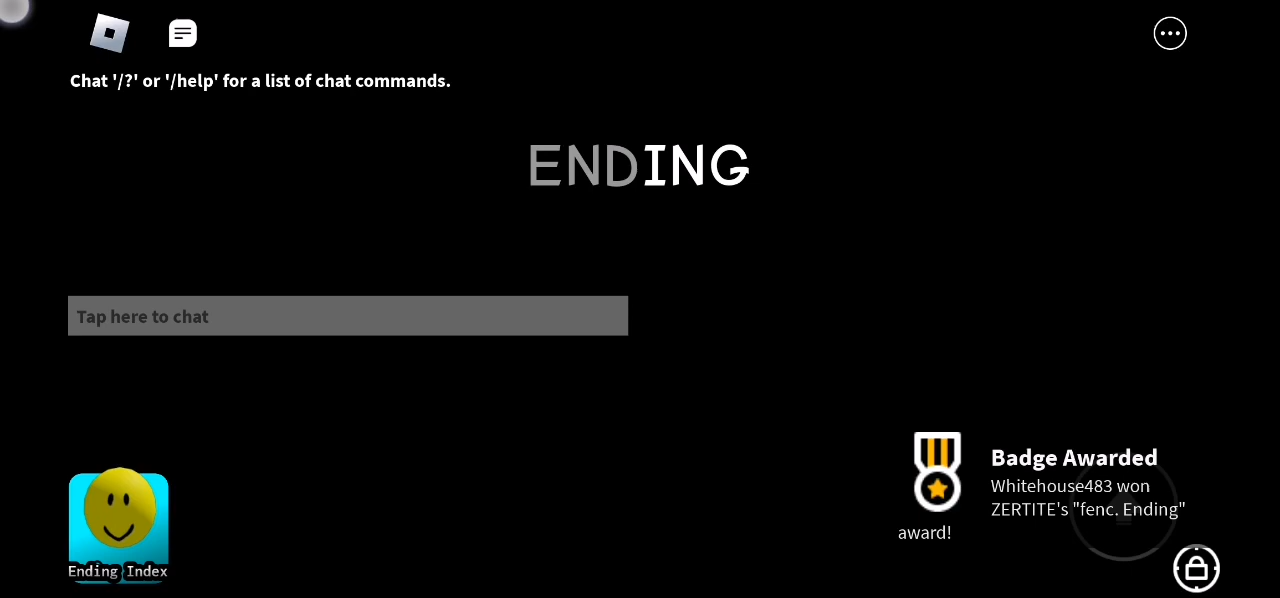 Chat '/?' or '/help' for a list of chat commands.
ENDING
Tap here to chat
Badge Awarded
Whitehouse483 won
ZERTITE's "fenc. Ending"
award!
Ending Index